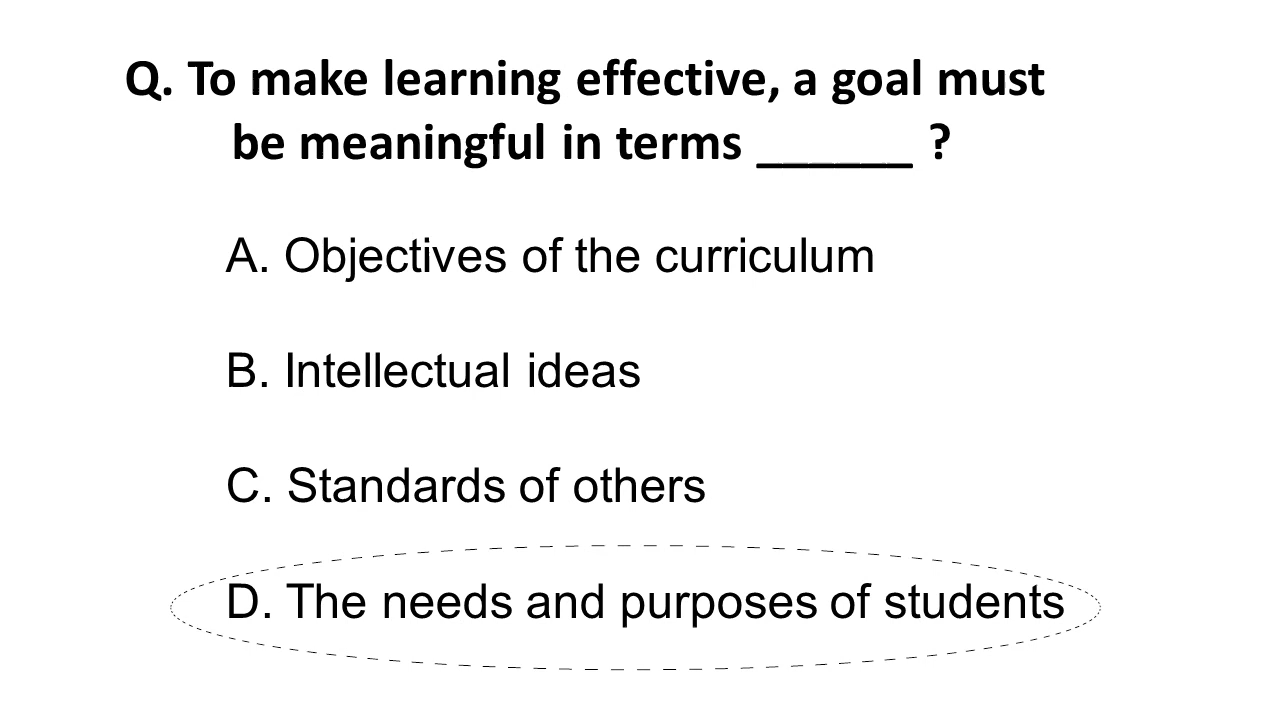 Q. To make learning effective, a goal must
be meaningful in terms ______ ?
A. Objectives of the curriculum
B. Intellectual ideas
C. Standards of others
D. The needs and purposes of students